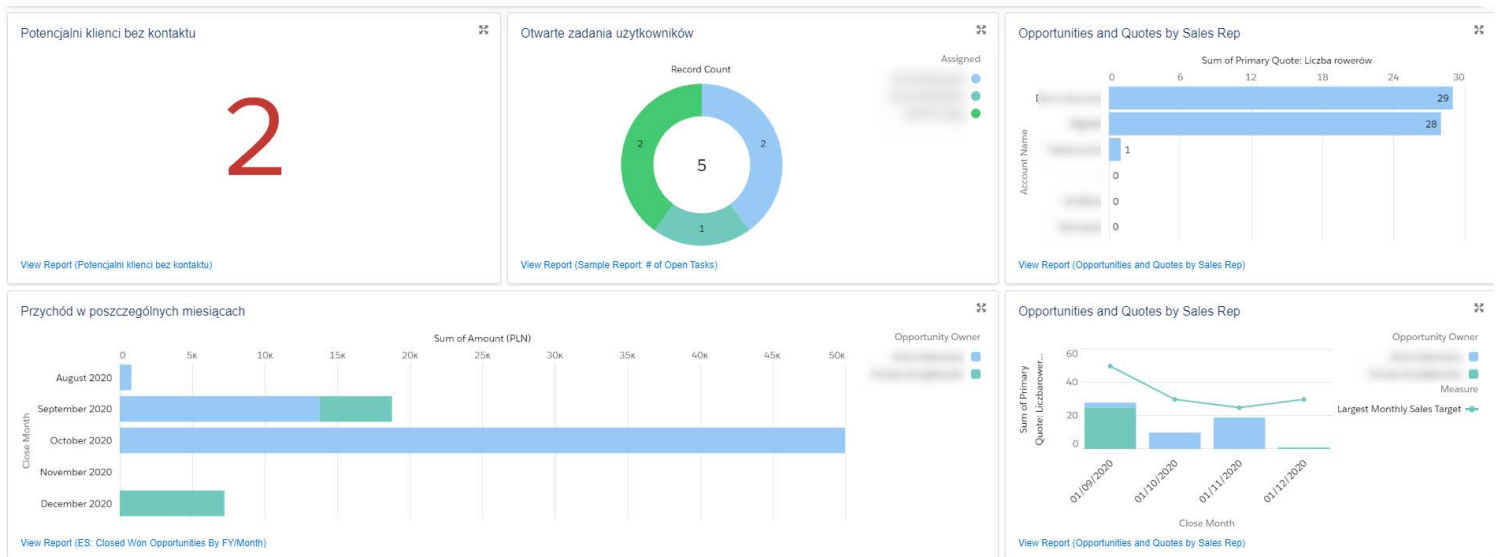 Potencjalni klienci bez kontaktu
2
View Report (Potencjalni klienci bez kontaktu)
Otwarte zadania użytkowników
Record Count
Assigned
2
2
5
1
View Report (Sample Report: # of Open Tasks)
Opportunities and Quotes by Sales Rep
Sum of Primary Quote: Liczba rowerów
0 6 12 18 24 30
Account Name
29
28
1
0
0
0
View Report (Opportunities and Quotes by Sales Rep)
Przychód w poszczególnych miesiącach
Sum of Amount (PLN)
Opportunity Owner
0 5K 10K 15K 20K 25K 30K 35K 40K 45K 50K
Close Month
August 2020
September 2020
October 2020
November 2020
December 2020
View Report (ES: Closed Won Opportunities By FY/Month)
Opportunities and Quotes by Sales Rep
Opportunity Owner
Measure
Largest Monthly Sales Target
Sum of Primary
Quote: Liczbarower...
60
40
20
0
01/09/2020 01/10/2020 01/11/2020 01/12/2020
Close Month
View Report (Opportunities and Quotes by Sales Rep)